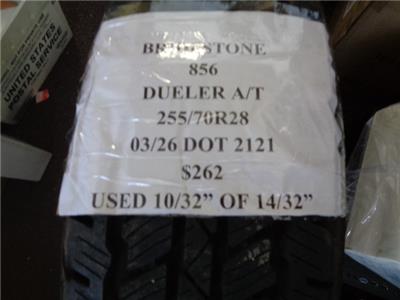 UNITED STATES
POSTAL SERVICE
BRIDGESTONE
856
DUELER A/T
255/70R28
03/26 DOT 2121
$262
USED 10/32" OF 14/32"